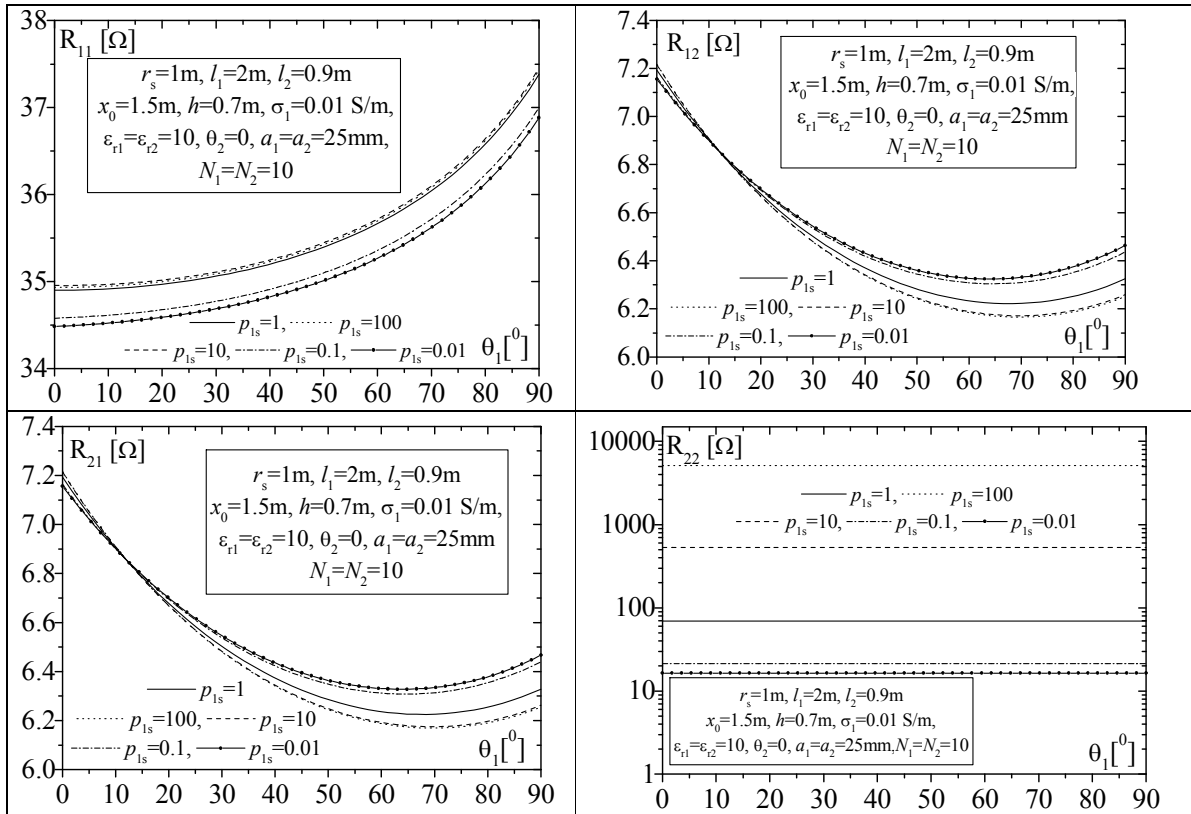 R11 [Ω]
rs=1m, l1=2m, l2=0.9m
x0=1.5m, h=0.7m, σ1=0.01 S/m,
εr1=εr2=10, θ2=0, a1=a2=25mm,
N1=N2=10
38
37
36
35
34
p1s=1, p1s=100
p1s=10, p1s=0.1, p1s=0.01
θ1[0]
0 10 20 30 40 50 60 70 80 90
R12 [Ω]
rs=1m, l1=2m, l2=0.9m
x0=1.5m, h=0.7m, σ1=0.01 S/m,
εr1=εr2=10, θ2=0, a1=a2=25mm
N1=N2=10
7.4
7.2
7.0
6.8
6.6
6.4
6.2
6.0
p1s=1
p1s=100, p1s=10
p1s=0.1, p1s=0.01
θ1[0]
0 10 20 30 40 50 60 70 80 90
R21 [Ω]
rs=1m, l1=2m, l2=0.9m
x0=1.5m, h=0.7m, σ1=0.01 S/m,
εr1=εr2=10, θ2=0, a1=a2=25mm
N1=N2=10
7.4
7.2
7.0
6.8
6.6
6.4
6.2
6.0
p1s=1
p1s=100, p1s=10
p1s=0.1, p1s=0.01
θ1[0]
0 10 20 30 40 50 60 70 80 90
R22 [Ω]
10000
1000
100
10
1
p1s=1, p1s=100
p1s=10, p1s=0.1, p1s=0.01
rs=1m, l1=2m, l2=0.9m
x0=1.5m, h=0.7m, σ1=0.01 S/m,
εr1=εr2=10, θ2=0, a1=a2=25mm,N1=N2=10
θ1[0]
0 10 20 30 40 50 60 70 80 90